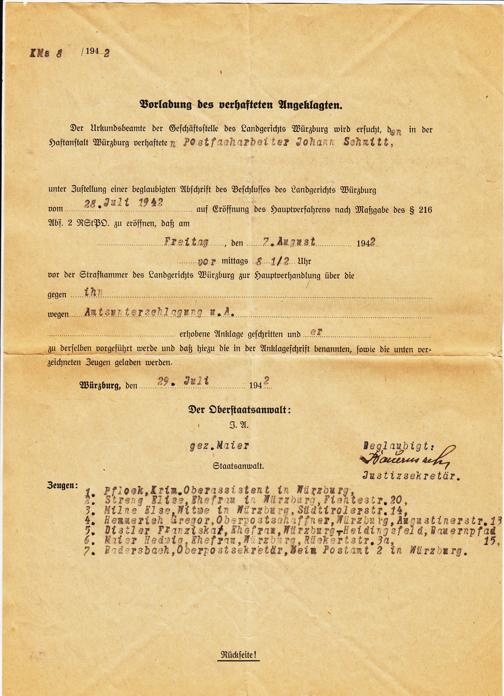 KMs 8 /1942
Vorladung des verhafteten Angeklagten.
Der Urkundsbeamte der Geschäftsstelle des Landgerichts Würzburg wird ersucht, den in der
Haftanstalt Würzburg verhafteten Postfacharbeiter Johann Schmitt,
unter Zustellung einer beglaubigten Abschrift des Beschlusses des Landgerichts Würzburg
vom 28.Juli 1942 auf Eröffnung des Hauptverfahrens nach Maßgabe des § 216
Abs. 2 RStPO. zu eröffnen, daß am
Freitag, den 7.August 1942
vor mittags 8 1/2 Uhr
vor der Strafkammer des Landgerichts Würzburg zur Hauptverhandlung über die
gegen ihn
wegen Amtsunterschlagung u.A.
erhobene Anklage geschritten und er
zu derselben vorgeführt werde und daß hiezu die in der Anklageschrift benannten, sowie die unten ver-
zeichneten Zeugen geladen werden.
Würzburg, den 29. Juli 1942
Der Oberstaatsanwalt:
I. A.
gez.Maier Beglaubigt:
Staatsanwalt.
Justizsekretär.
Zeugen:
1. Pflock,Krim.Oberassistent in Würzburg,
2. Streng Elise,Ehefrau in Würzburg, Fichtestr.20,
3. Milne Else,Witwe in Würzburg, Südtirolerstr.14,
4. Hemmerich Gregor,Oberpostschaffner,Würzburg,Augustinerstr.13
5. Distler Franziska,Ehefrau,Würzburg-Heidingsfeld,Bauernpfad
15,
6. Maier Hedwig,Ehefrau,Würzburg, Rückertstr.3a,
7. Badersbach,Oberpostsekretär,beim Postamt 2 in Würzburg.
Rückseite!